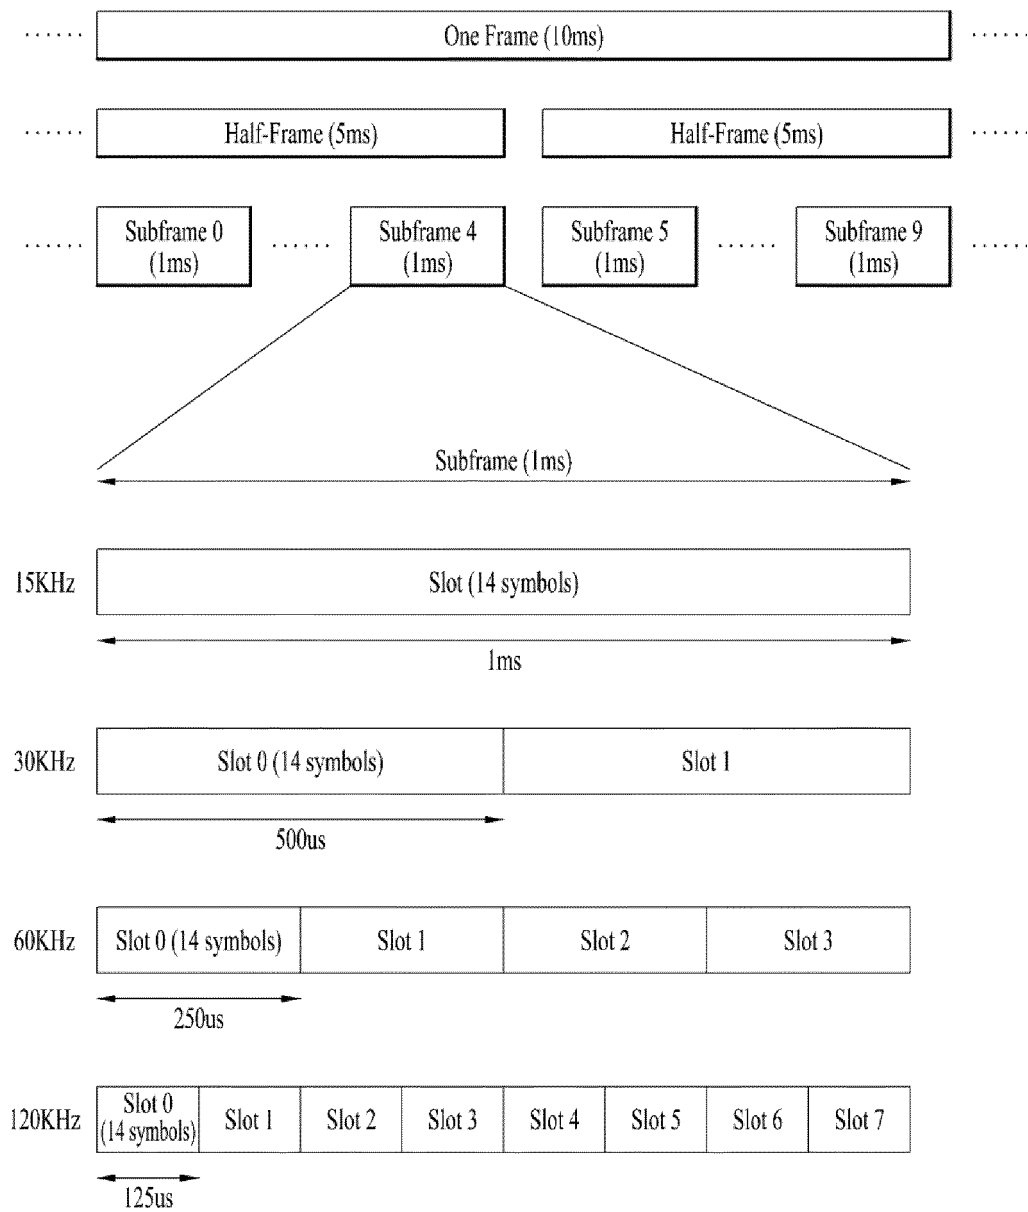 ...... One Frame (10ms) ......
...... Half-Frame (5ms) Half-Frame (5ms) ......
Subframe 0 Subframe 4 Subframe 5 Subframe 9
...... (1ms) ...... (1ms) (1ms) ...... (1ms) ......
Subframe (1ms)
15KHz Slot (14 symbols)
1ms
30KHz Slot 0 (14 symbols) Slot 1
500us
60KHz Slot 0 (14 symbols) Slot 1 Slot 2 Slot 3
250us
120KHz Slot 0 (14 symbols) Slot 1 Slot 2 Slot 3 Slot 4 Slot 5 Slot 6 Slot 7
125us